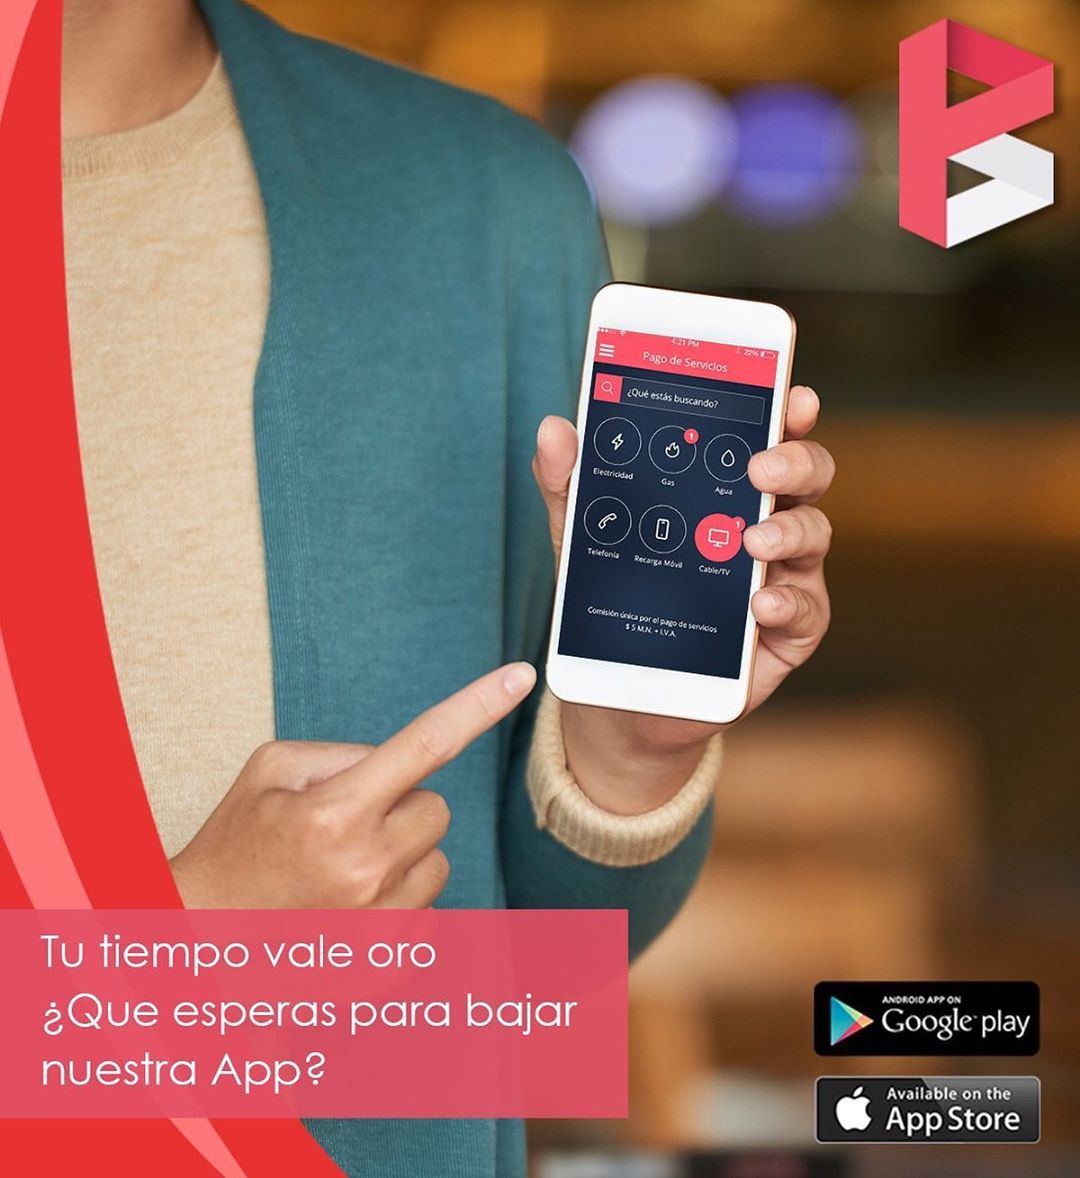 4:21 PM
22%
Pago de Servicios
¿Qué estás buscando?
1
Electricidad
Gas
Agua
1
Telefonía
Recarga Móvil
Cable/TV
Comisión única por el pago de servicios
$ 5 M.N. + I.V.A.
Tu tiempo vale oro
¿Que esperas para bajar
nuestra App?
ANDROID APP ON
Google play
Available on the
App Store